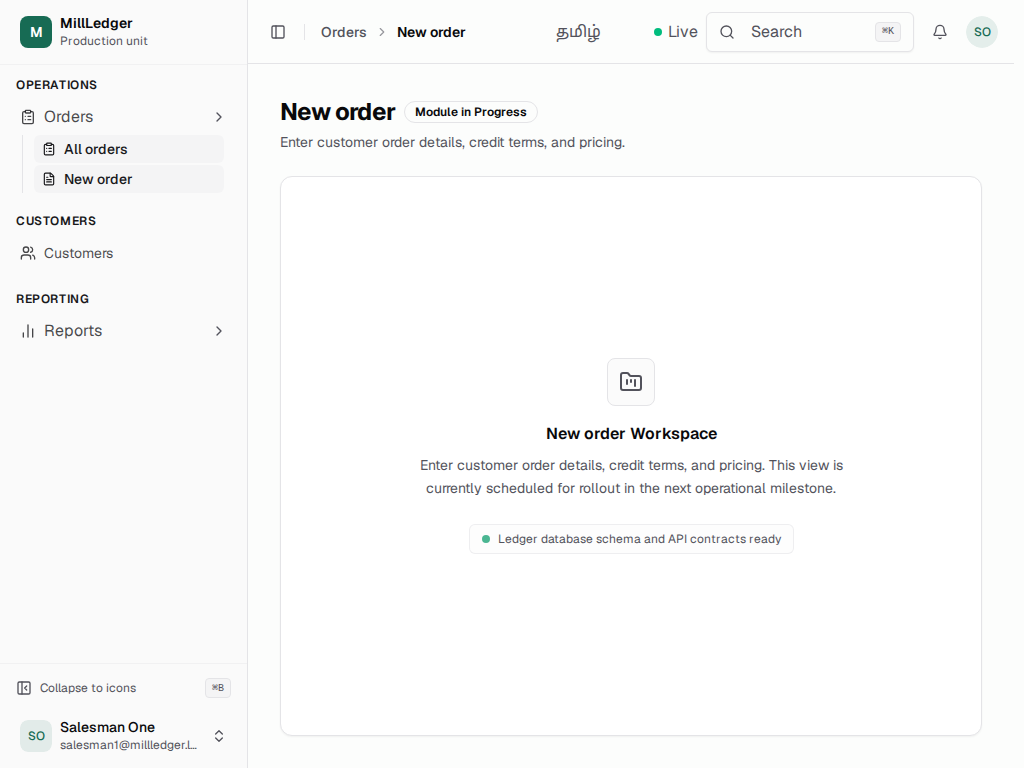 MillLedger
Production unit
OPERATIONS
Orders
All orders
New order
CUSTOMERS
Customers
REPORTING
Reports
Collapse to icons ⌘B
SO
Salesman One
salesman1@millledger.l...
Orders > New order
தமிழ்
Live
Search ⌘K
SO
New order
Module in Progress
Enter customer order details, credit terms, and pricing.
New order Workspace
Enter customer order details, credit terms, and pricing. This view is
currently scheduled for rollout in the next operational milestone.
Ledger database schema and API contracts ready
M